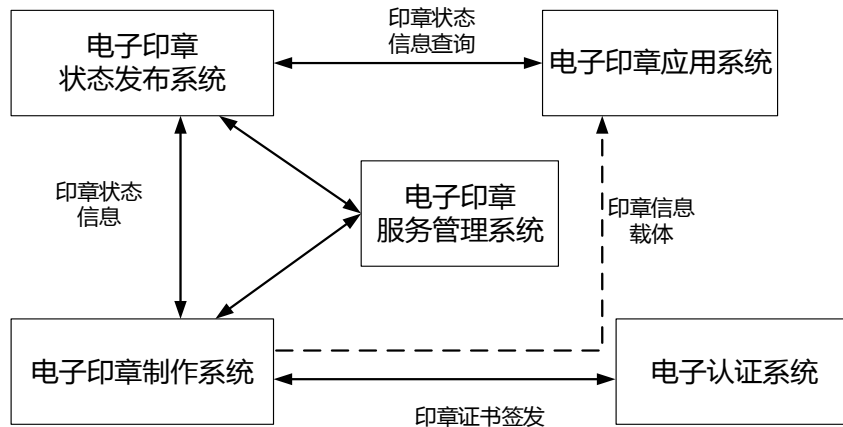 电子印章
状态发布系统
印章状态
信息查询
电子印章应用系统
印章状态
信息
电子印章
服务管理系统
印章信息
载体
电子印章制作系统
电子认证系统
印章证书签发